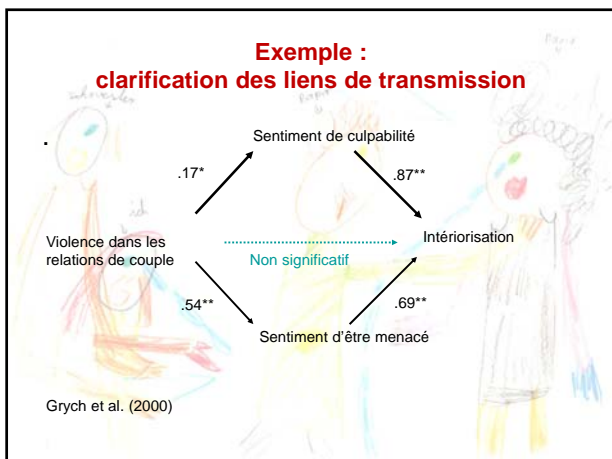 Exemple :
clarification des liens de transmission
Sentiment de culpabilité
.17*
.87**
Violence dans les
relations de couple
Non significatif
Intériorisation
.54**
.69**
Sentiment d'être menacé
Grych et al. (2000)
ich